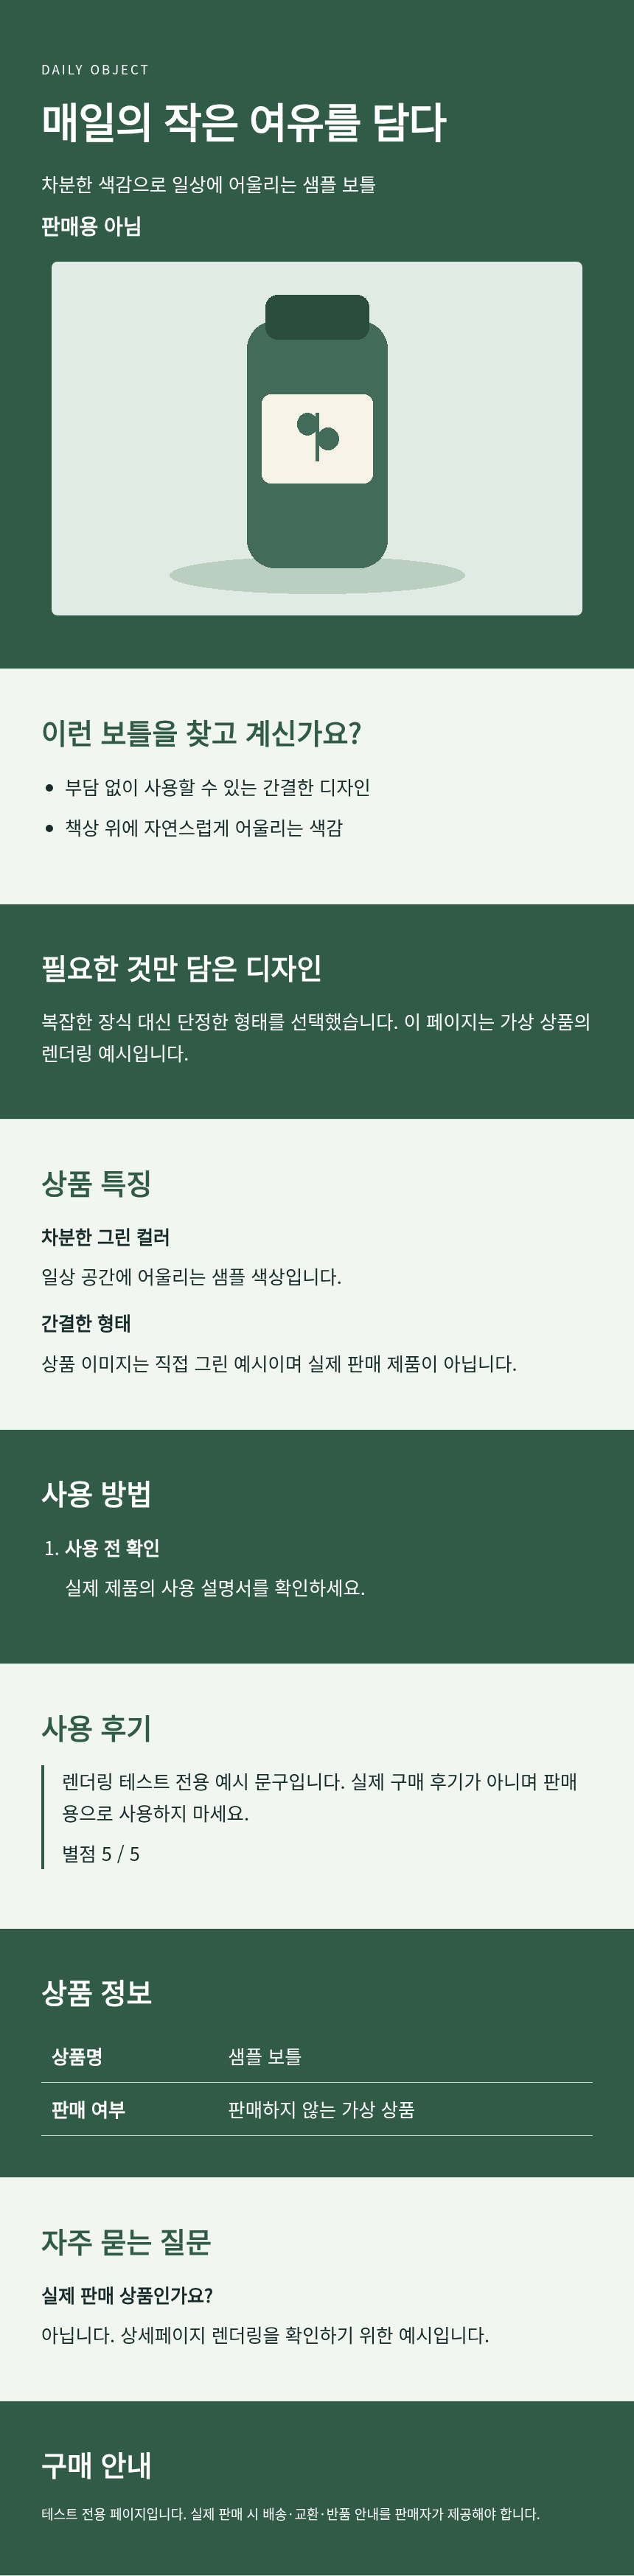 DAILY OBJECT
매일의 작은 여유를 담다
차분한 색감으로 일상에 어울리는 샘플 보틀
판매용 아님
이런 보틀을 찾고 계신가요?
• 부담 없이 사용할 수 있는 간결한 디자인
• 책상 위에 자연스럽게 어울리는 색감
필요한 것만 담은 디자인
복잡한 장식 대신 단정한 형태를 선택했습니다. 이 페이지는 가상 상품의
렌더링 예시입니다.
상품 특징
차분한 그린 컬러
일상 공간에 어울리는 샘플 색상입니다.
간결한 형태
상품 이미지는 직접 그린 예시이며 실제 판매 제품이 아닙니다.
사용 방법
1. 사용 전 확인
실제 제품의 사용 설명서를 확인하세요.
사용 후기
렌더링 테스트 전용 예시 문구입니다. 실제 구매 후기가 아니며 판매
용으로 사용하지 마세요.
별점 5 / 5
상품 정보
상품명 샘플 보틀
판매 여부 판매하지 않는 가상 상품
자주 묻는 질문
실제 판매 상품인가요?
아닙니다. 상세페이지 렌더링을 확인하기 위한 예시입니다.
구매 안내
테스트 전용 페이지입니다. 실제 판매 시 배송·교환·반품 안내를 판매자가 제공해야 합니다.